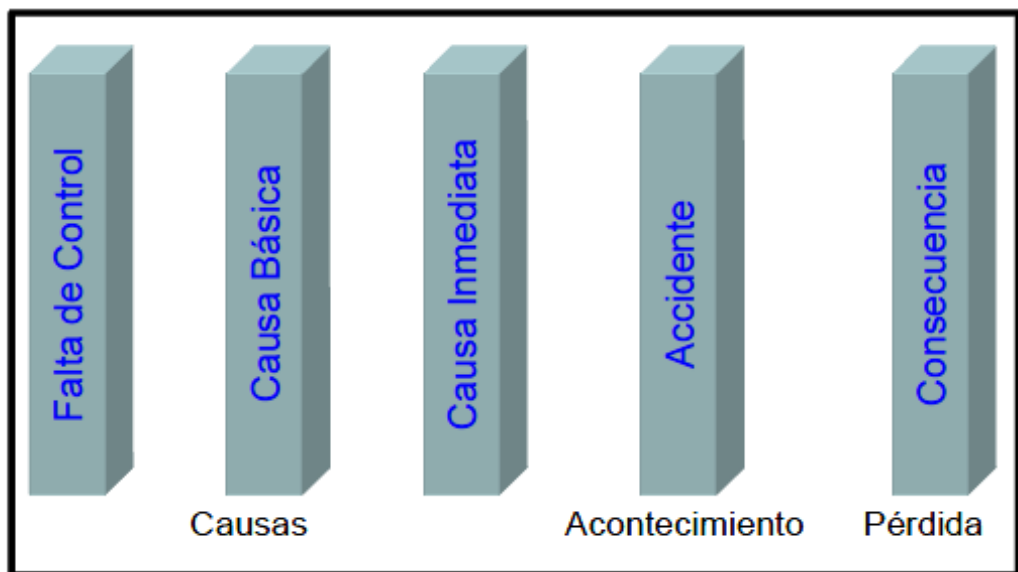 Falta de Control
Causa Básica
Causa Inmediata
Accidente
Consecuencia
Causas
Acontecimiento
Pérdida